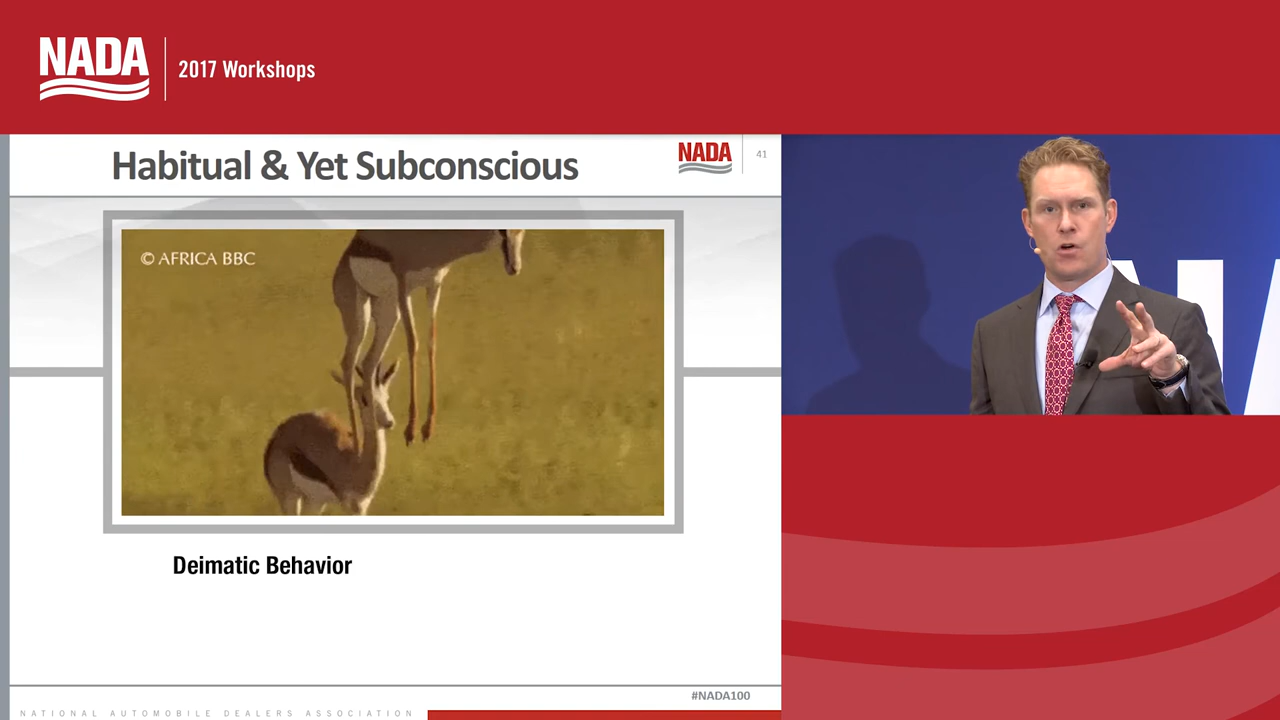 NADA
2017 Workshops
Habitual & Yet Subconscious
NADA
41
© AFRICA BBC
Deimatic Behavior
#NADA100
NATIONAL AUTOMOBILE DEALERS ASSOCIATION